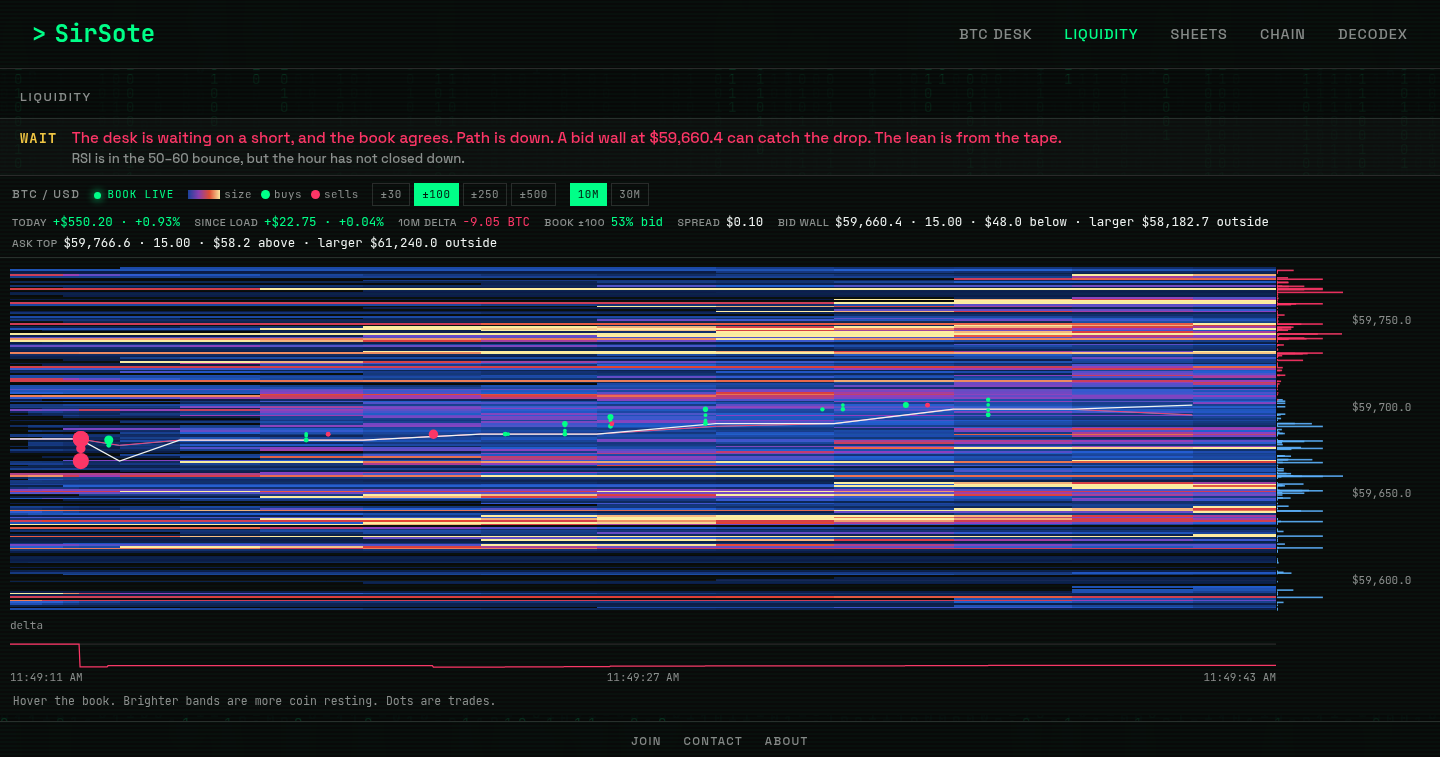 > SirSote
BTC DESK LIQUIDITY SHEETS CHAIN DECODEX
LIQUIDITY
WAIT The desk is waiting on a short, and the book agrees. Path is down. A bid wall at $59,660.4 can catch the drop. The lean is from the tape.
RSI is in the 50–60 bounce, but the hour has not closed down.
BTC / USD BOOK LIVE size buys sells ±30 ±100 ±250 ±500 10M 30M
TODAY +$550.20 · +0.93% SINCE LOAD +$22.75 · +0.04% 10M DELTA -9.05 BTC BOOK ±100 53% bid SPREAD $0.10 BID WALL $59,660.4 · 15.00 · $48.0 below · larger $58,182.7 outside
ASK TOP $59,766.6 · 15.00 · $58.2 above · larger $61,240.0 outside
$59,750.0
$59,700.0
$59,650.0
$59,600.0
delta
11:49:11 AM 11:49:27 AM 11:49:43 AM
Hover the book. Brighter bands are more coin resting. Dots are trades.
JOIN CONTACT ABOUT